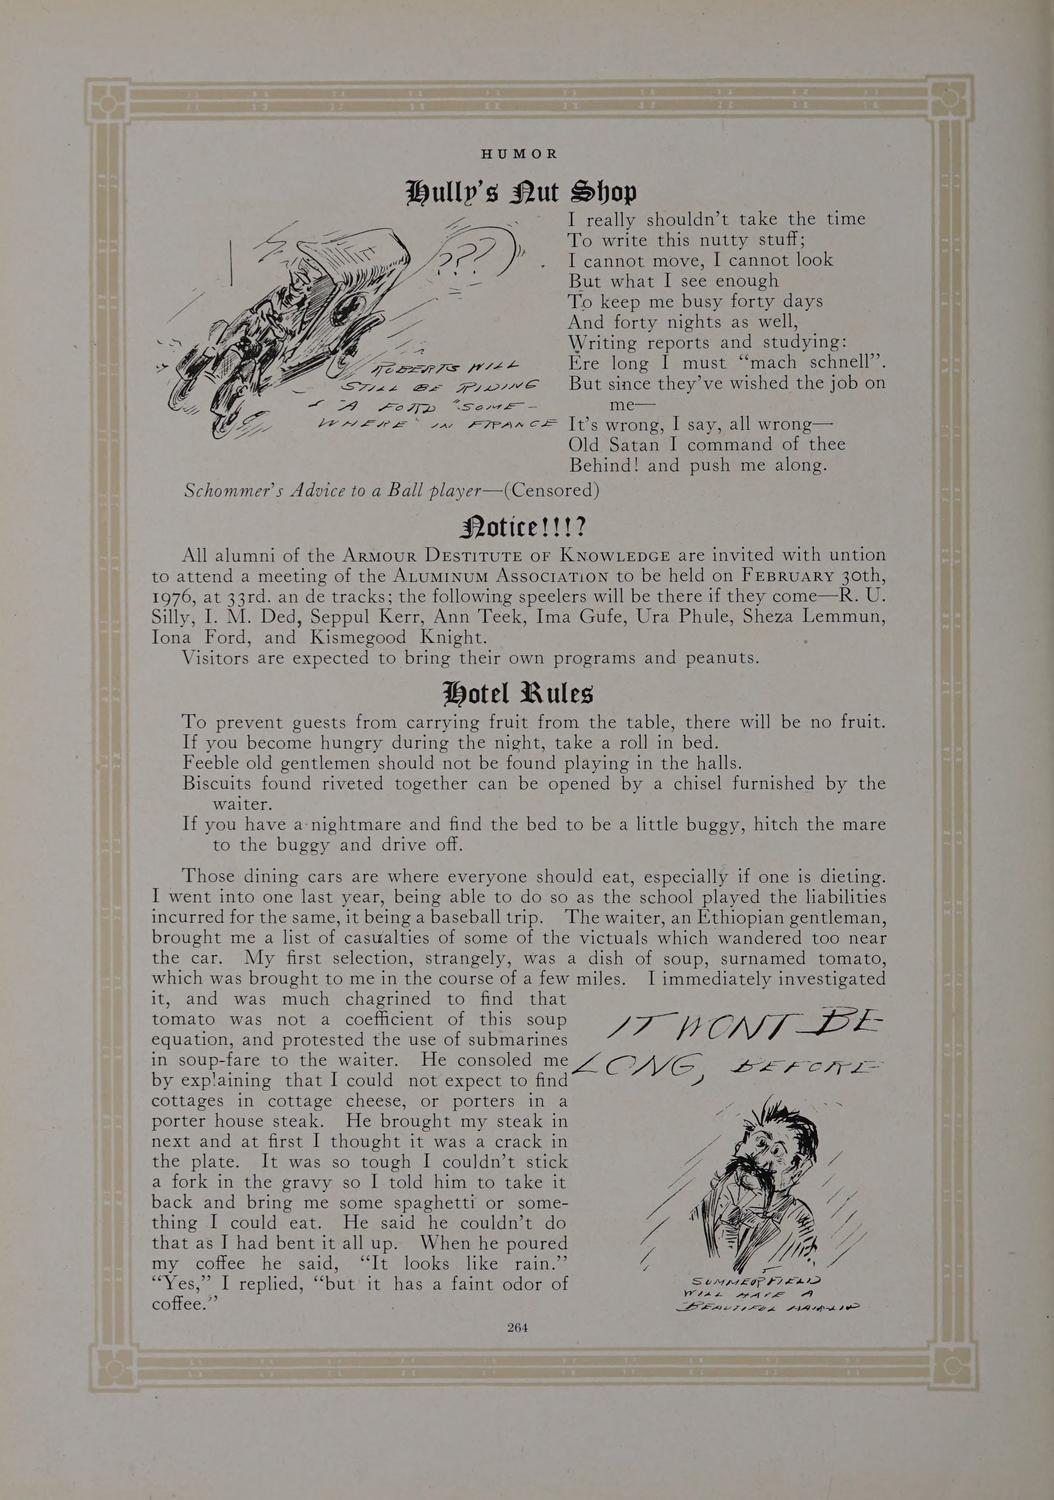 HUMOR
Hully's Nut Shop
I really shouldn't take the time
To write this nutty stuff;
I cannot move, I cannot look
But what I see enough
To keep me busy forty days
And forty nights as well,
Writing reports and studying:
Ere long I must “mach schnell”.
But since they've wished the job on
me—
It's wrong, I say, all wrong—
Old Satan I command of thee
Behind! and push me along.
???
ROBERTS WILL
STILL BE RIDING
A FORD "SOME-
WHERE" IN FRANCE
Schommer's Advice to a Ball player—(Censored)
Notice!!!?
All alumni of the ARMOUR DESTITUTE OF KNOWLEDGE are invited with untion
to attend a meeting of the ALUMINUM ASSOCIATION to be held on FEBRUARY 30th,
1976, at 33rd. an de tracks; the following speelers will be there if they come—R. U.
Silly, I. M. Ded, Seppul Kerr, Ann Teek, Ima Gufe, Ura Phule, Sheza Lemmun,
Iona Ford, and Kismegood Knight.
Visitors are expected to bring their own programs and peanuts.
Hotel Rules
To prevent guests from carrying fruit from the table, there will be no fruit.
If you become hungry during the night, take a roll in bed.
Feeble old gentlemen should not be found playing in the halls.
Biscuits found riveted together can be opened by a chisel furnished by the
waiter.
If you have a nightmare and find the bed to be a little buggy, hitch the mare
to the buggy and drive off.
Those dining cars are where everyone should eat, especially if one is dieting.
I went into one last year, being able to do so as the school played the liabilities
incurred for the same, it being a baseball trip. The waiter, an Ethiopian gentleman,
brought me a list of casualties of some of the victuals which wandered too near
the car. My first selection, strangely, was a dish of soup, surnamed tomato,
which was brought to me in the course of a few miles. I immediately investigated
it, and was much chagrined to find that
tomato was not a coefficient of this soup
equation, and protested the use of submarines
in soup-fare to the waiter. He consoled me
by explaining that I could not expect to find
cottages in cottage cheese, or porters in a
porter house steak. He brought my steak in
next and at first I thought it was a crack in
the plate. It was so tough I couldn't stick
a fork in the gravy so I told him to take it
back and bring me some spaghetti or some-
thing I could eat. He said he couldn't do
that as I had bent it all up. When he poured
my coffee he said, “It looks like rain.”
“Yes,” I replied, “but it has a faint odor of
coffee.”
IT WONT BE
LONG, BEFORE
SUMMERFIELD
WILL HAVE A
BEAUTIFUL
264